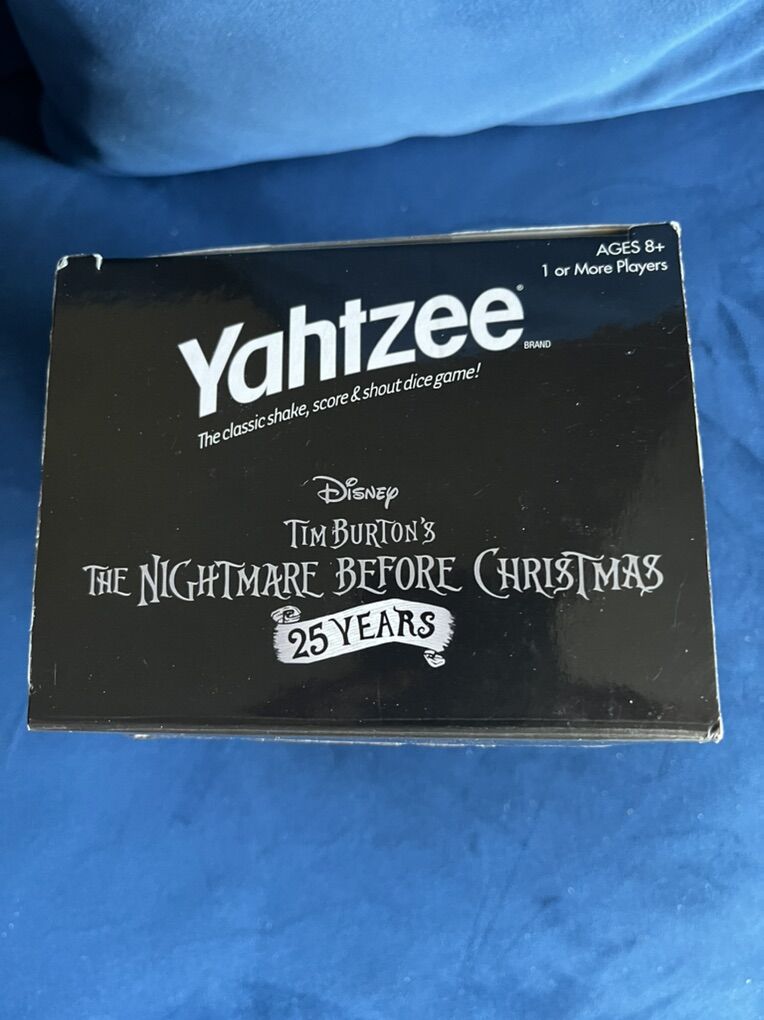 AGES 8+
1 or More Players
Yahtzee®
BRAND
The classic shake, score & shout dice game!
Disney
TIM BURTON'S
THE NIGHTMARE BEFORE CHRISTMAS
25 YEARS